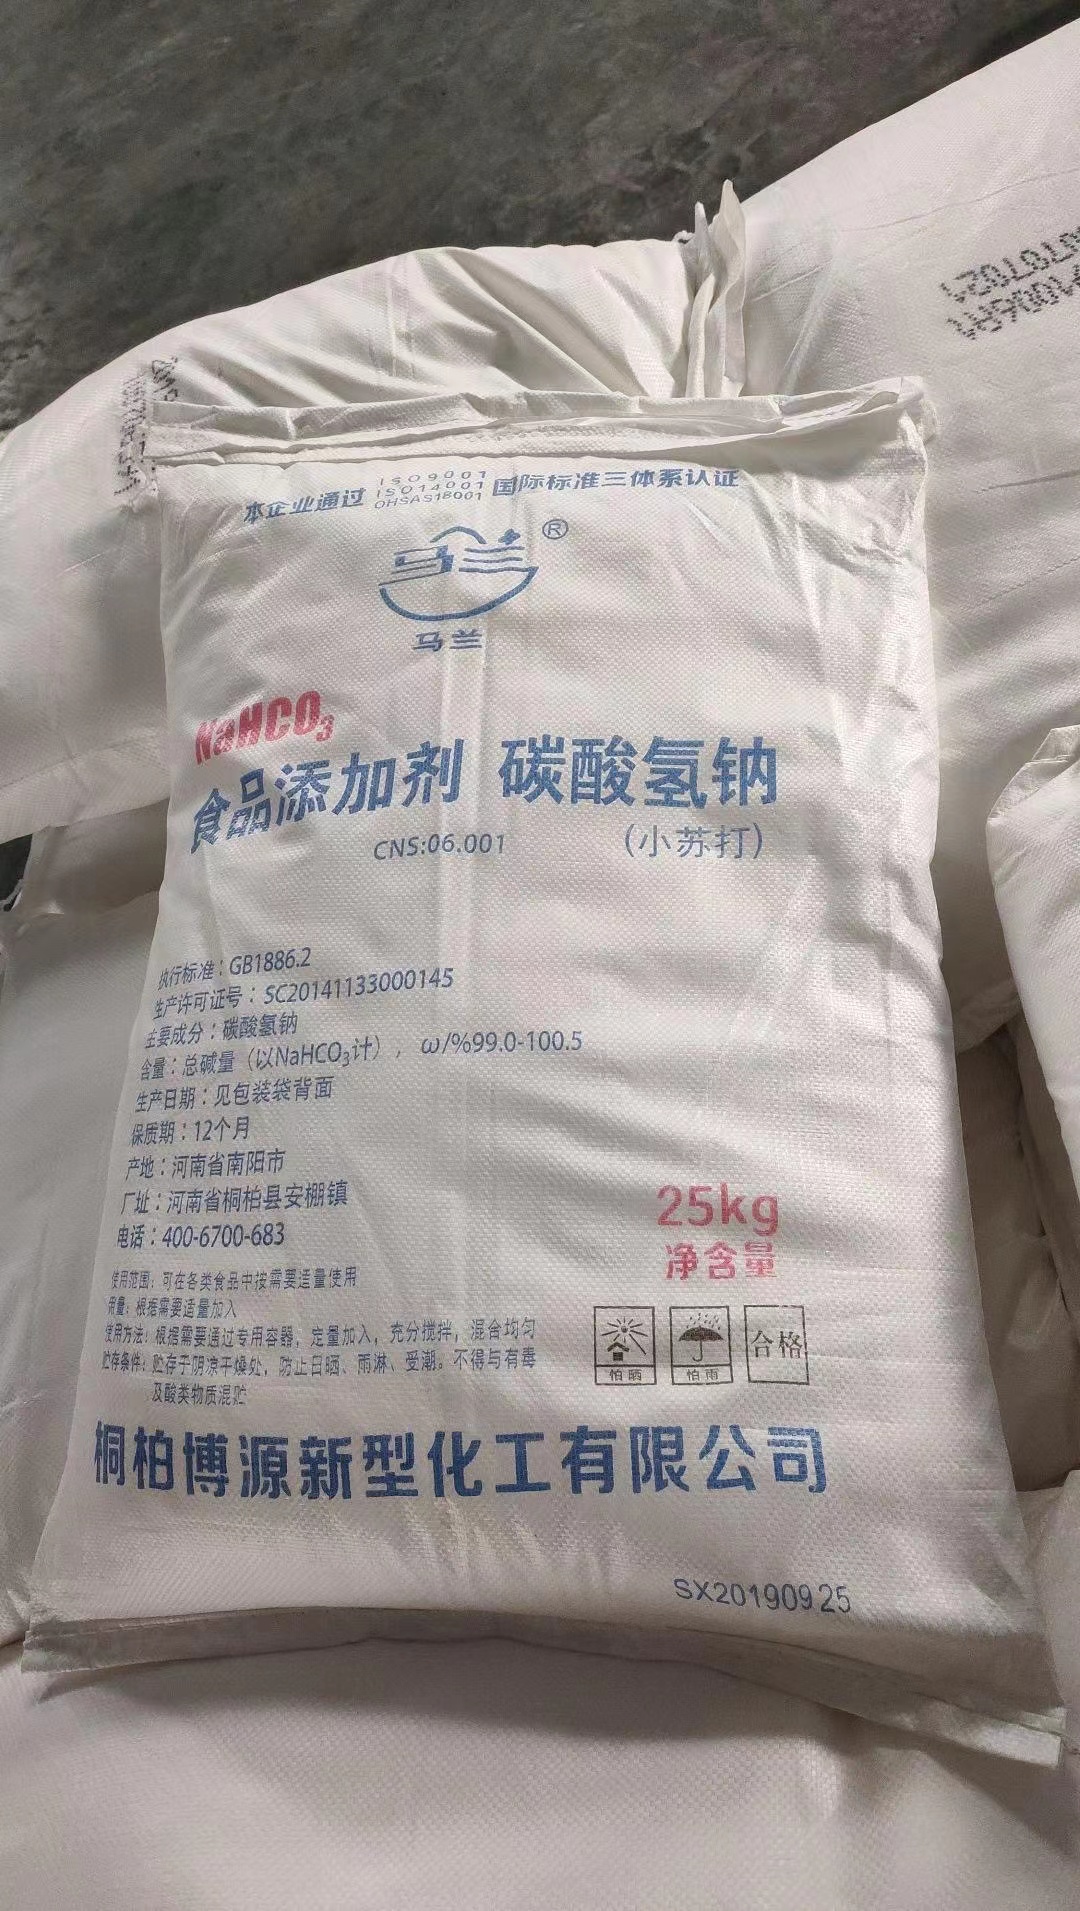 本企业通过 ISO9001 ISO14001 OHSAS18001 国际标准三体系认证
马兰®
马兰
NaHCO₃
食品添加剂 碳酸氢钠
CNS:06.001 （小苏打）
执行标准：GB1886.2
生产许可证号：SC20141133000145
主要成分：碳酸氢钠
含量：总碱量（以NaHCO₃计），ω/%99.0-100.5
生产日期：见包装袋背面
保质期：12个月
产地：河南省南阳市
厂址：河南省桐柏县安棚镇
电话：400-6700-683
25kg
净含量
使用范围：可在各类食品中按需要适量使用
用量：根据需要适量加入
使用方法：根据需要通过专用容器，定量加入，充分搅拌，混合均匀
贮存条件：贮存于阴凉干燥处，防止日晒、雨淋、受潮。不得与有毒
及酸类物质混贮
怕晒 怕雨 合格
桐柏博源新型化工有限公司
SX20190925